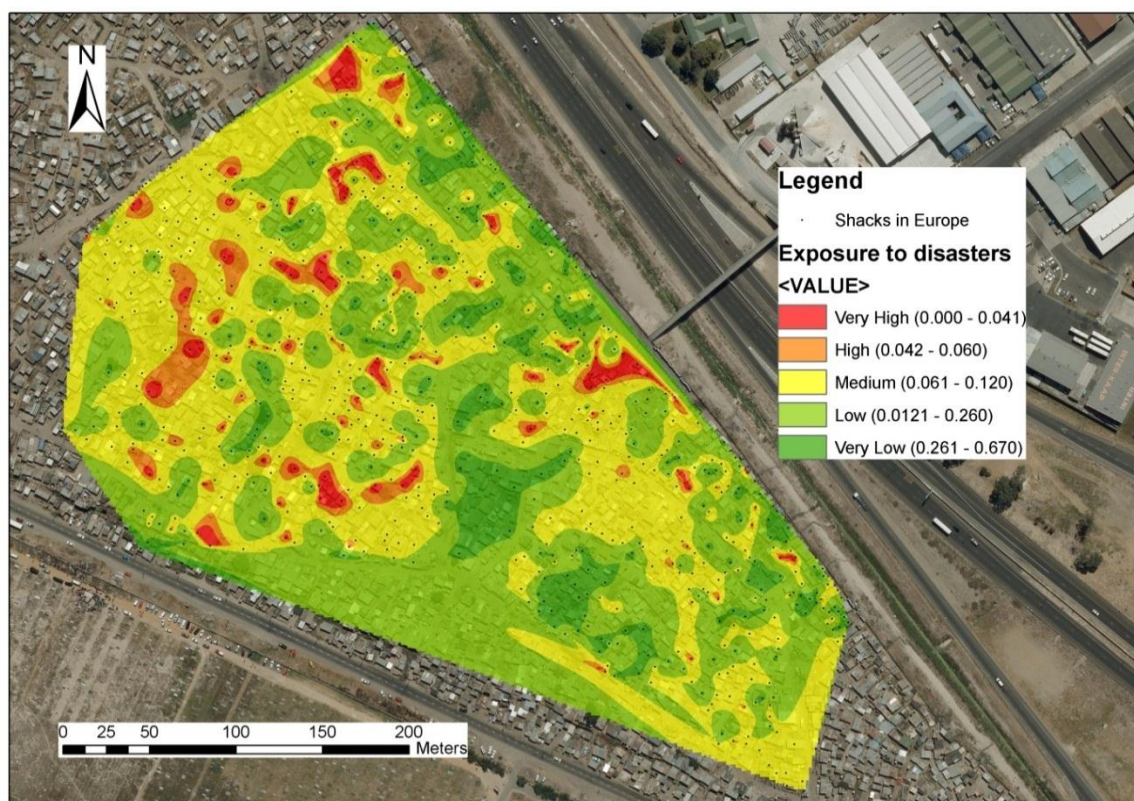 N
Legend
Shacks in Europe
Exposure to disasters
<VALUE>
Very High (0.000 - 0.041)
High (0.042 - 0.060)
Medium (0.061 - 0.120)
Low (0.0121 - 0.260)
Very Low (0.261 - 0.670)
0 25 50 100 150 200
Meters